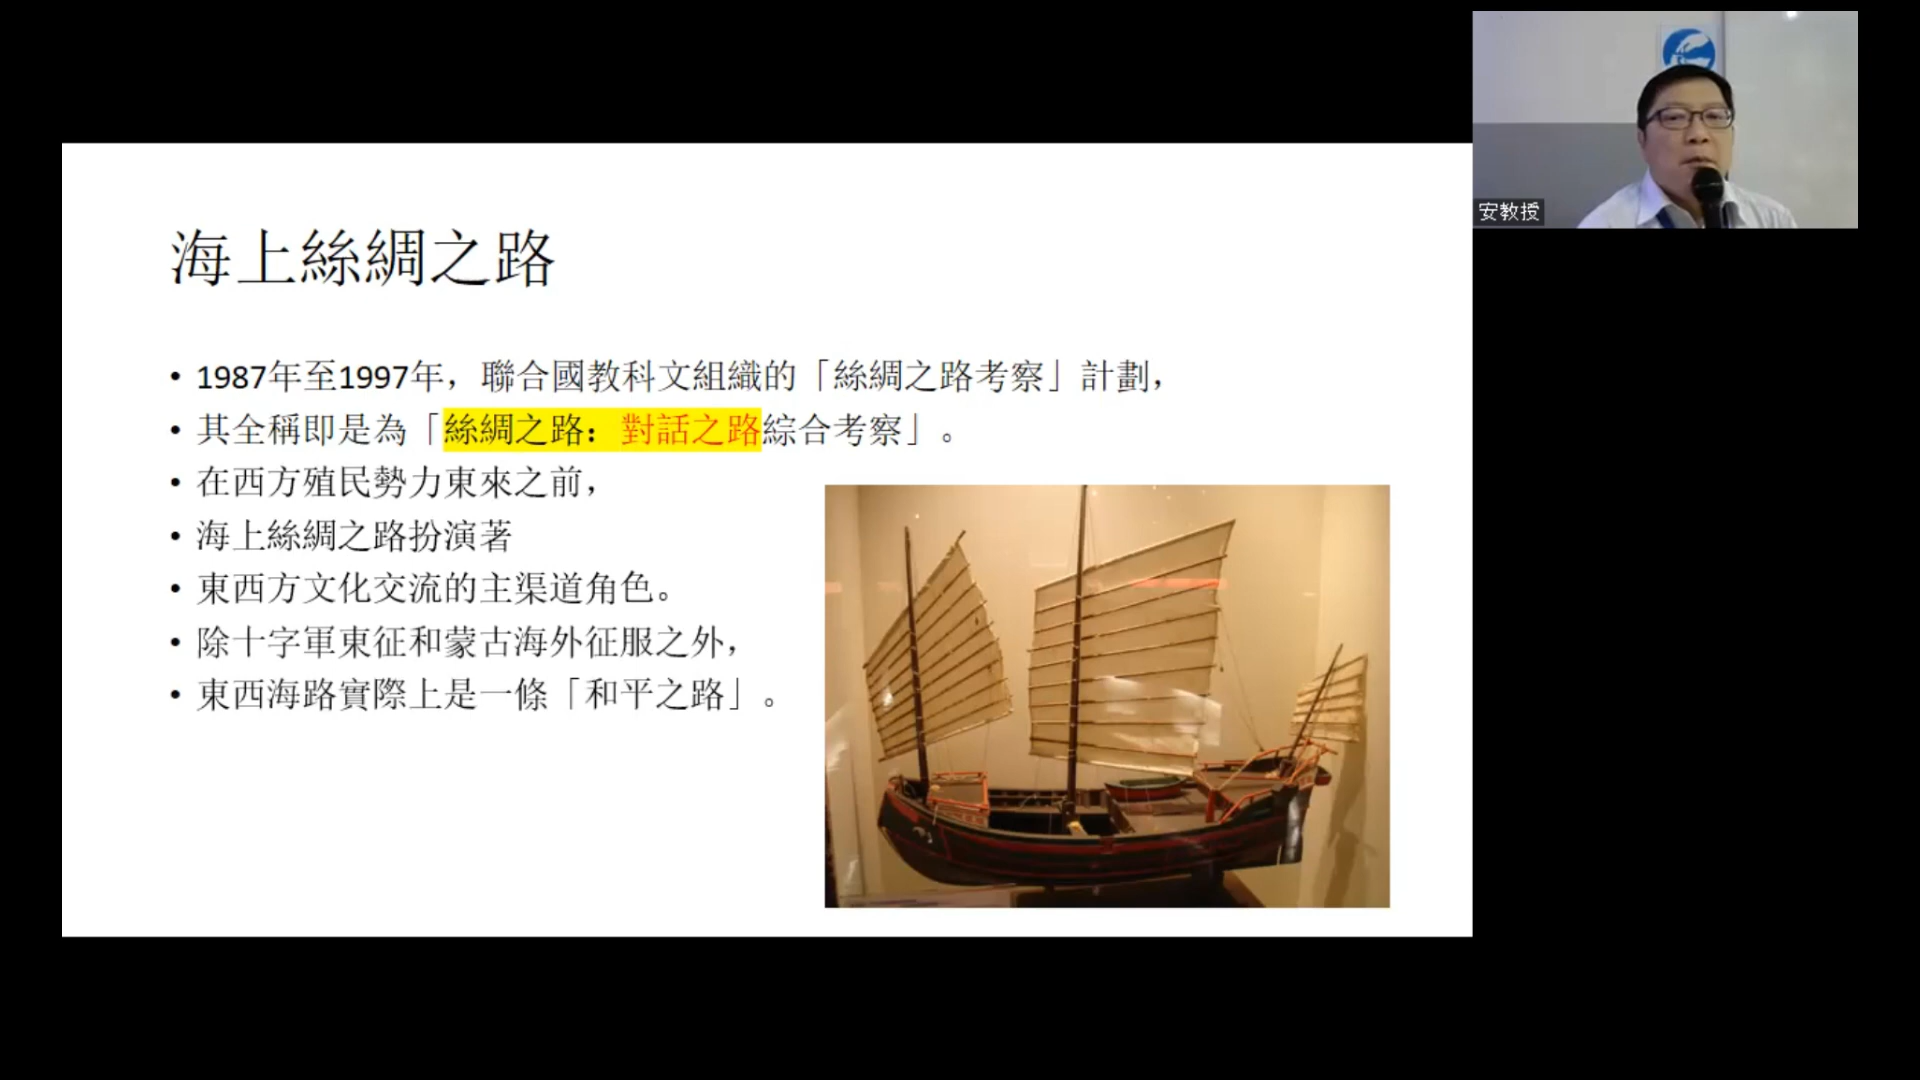 安教授
海上絲綢之路
• 1987年至1997年，聯合國教科文組織的「絲綢之路考察」計劃，
• 其全稱即是為「絲綢之路：對話之路綜合考察」。
• 在西方殖民勢力東來之前，
• 海上絲綢之路扮演著
• 東西方文化交流的主渠道角色。
• 除十字軍東征和蒙古海外征服之外，
• 東西海路實際上是一條「和平之路」。